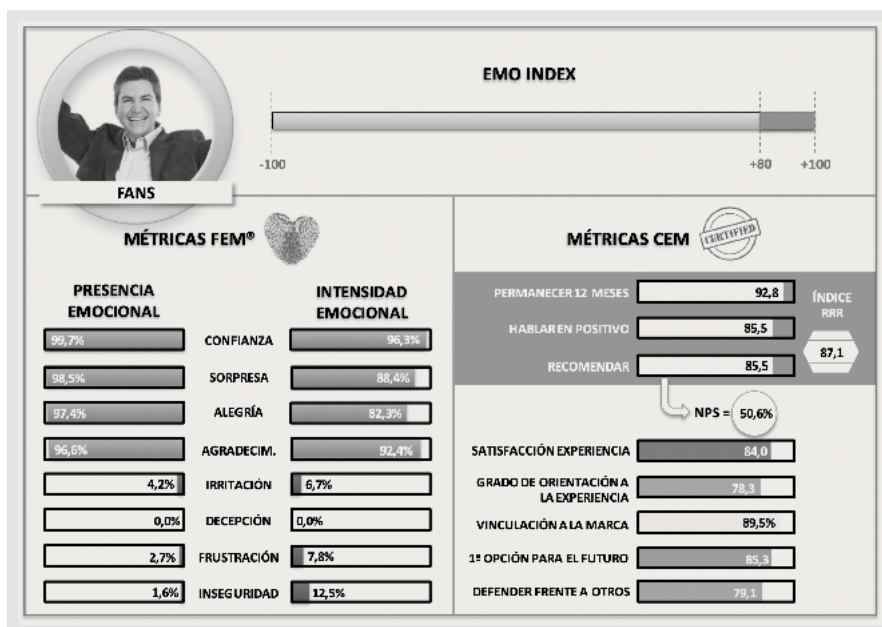 EMO INDEX
-100
+80
+100
FANS
MÉTRICAS FEM®
PRESENCIA
EMOCIONAL
INTENSIDAD
EMOCIONAL
99,7%
CONFIANZA
96,3%
98,5%
SORPRESA
88,4%
97,4%
ALEGRÍA
82,3%
96,6%
AGRADECIM.
92,4%
4,2%
IRRITACIÓN
6,7%
0,0%
DECEPCIÓN
0,0%
2,7%
FRUSTRACIÓN
7,8%
1,6%
INSEGURIDAD
12,5%
MÉTRICAS CEM
CERTIFIED
PERMANECER 12 MESES
92,8
HABLAR EN POSITIVO
85,5
RECOMENDAR
85,5
ÍNDICE
RRR
87,1
NPS =
50,6%
SATISFACCIÓN EXPERIENCIA
84,0
GRADO DE ORIENTACIÓN A
LA EXPERIENCIA
78,3
VINCULACIÓN A LA MARCA
89,5%
1ª OPCIÓN PARA EL FUTURO
85,3
DEFENDER FRENTE A OTROS
79,1